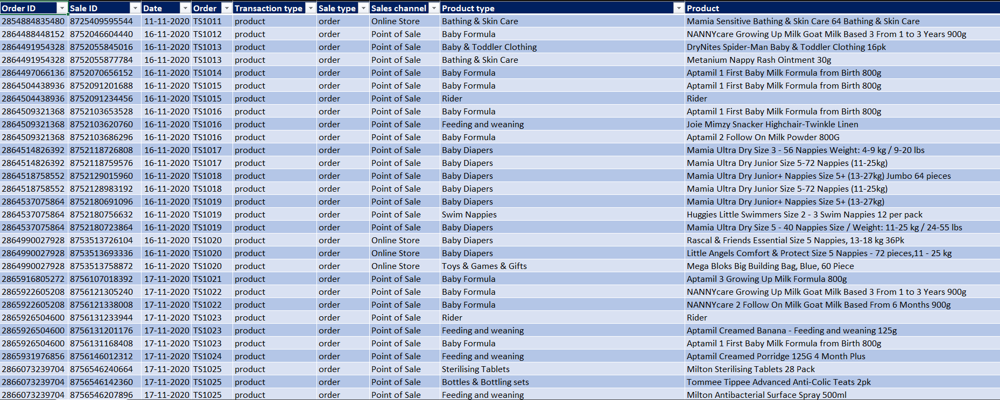 Order ID Sale ID Date Order Transaction type Sale type Sales channel Product type Product
2854884835480 8725409595544 11-11-2020 TS1011 product order Online Store Bathing & Skin Care Mamia Sensitive Bathing & Skin Care 64 Bathing & Skin Care
2864488448152 8752046604440 16-11-2020 TS1012 product order Point of Sale Baby Formula NANNYcare Growing Up Milk Goat Milk Based 3 From 1 to 3 Years 900g
2864491954328 8752055845016 16-11-2020 TS1013 product order Point of Sale Baby & Toddler Clothing DryNites Spider-Man Baby & Toddler Clothing 16pk
2864491954328 8752055877784 16-11-2020 TS1013 product order Point of Sale Bathing & Skin Care Metanium Nappy Rash Ointment 30g
2864497066136 8752070656152 16-11-2020 TS1014 product order Point of Sale Baby Formula Aptamil 1 First Baby Milk Formula from Birth 800g
2864504438936 8752091201688 16-11-2020 TS1015 product order Point of Sale Baby Formula Aptamil 1 First Baby Milk Formula from Birth 800g
2864504438936 8752091234456 16-11-2020 TS1015 product order Point of Sale Rider Rider
2864509321368 8752103653528 16-11-2020 TS1016 product order Point of Sale Baby Formula Aptamil 1 First Baby Milk Formula from Birth 800g
2864509321368 8752103620760 16-11-2020 TS1016 product order Point of Sale Feeding and weaning Joie Mimzy Snacker Highchair-Twinkle Linen
2864509321368 8752103686296 16-11-2020 TS1016 product order Point of Sale Baby Formula Aptamil 2 Follow On Milk Powder 800G
2864514826392 8752118726808 16-11-2020 TS1017 product order Point of Sale Baby Diapers Mamia Ultra Dry Size 3 - 56 Nappies Weight: 4-9 kg / 9-20 lbs
2864514826392 8752118759576 16-11-2020 TS1017 product order Point of Sale Baby Diapers Mamia Ultra Dry Junior Size 5-72 Nappies (11-25kg)
2864518758552 8752129015960 16-11-2020 TS1018 product order Point of Sale Baby Diapers Mamia Ultra Dry Junior+ Nappies Size 5+ (13-27kg) Jumbo 64 pieces
2864518758552 8752128983192 16-11-2020 TS1018 product order Point of Sale Baby Diapers Mamia Ultra Dry Junior Size 5-72 Nappies (11-25kg)
2864537075864 8752180691096 16-11-2020 TS1019 product order Point of Sale Baby Diapers Mamia Ultra Dry Junior+ Nappies Size 5+ (13-27kg)
2864537075864 8752180756632 16-11-2020 TS1019 product order Point of Sale Swim Nappies Huggies Little Swimmers Size 2 - 3 Swim Nappies 12 per pack
2864537075864 8752180723864 16-11-2020 TS1019 product order Point of Sale Baby Diapers Mamia Ultra Dry Size 5 - 40 Nappies Size / Weight: 11-25 kg / 24-55 lbs
2864990027928 8753513726104 16-11-2020 TS1020 product order Online Store Baby Diapers Rascal & Friends Essential Size 5 Nappies, 13-18 kg 36Pk
2864990027928 8753513693336 16-11-2020 TS1020 product order Online Store Baby Diapers Little Angels Comfort & Protect Size 5 Nappies - 72 pieces,11 - 25 kg
2864990027928 8753513758872 16-11-2020 TS1020 product order Online Store Toys & Games & Gifts Mega Bloks Big Building Bag, Blue, 60 Piece
2865916805272 8756107018392 17-11-2020 TS1021 product order Point of Sale Baby Formula Aptamil 3 Growing Up Milk Formula 800g
2865922605208 8756121305240 17-11-2020 TS1022 product order Point of Sale Baby Formula NANNYcare Growing Up Milk Goat Milk Based 3 From 1 to 3 Years 900g
2865922605208 8756121338008 17-11-2020 TS1022 product order Point of Sale Baby Formula NANNYcare 2 Follow On Milk Goat Milk Based From 6 Months 900g
2865926504600 8756131233944 17-11-2020 TS1023 product order Point of Sale Rider Rider
2865926504600 8756131201176 17-11-2020 TS1023 product order Point of Sale Feeding and weaning Aptamil Creamed Banana - Feeding and weaning 125g
2865926504600 8756131168408 17-11-2020 TS1023 product order Point of Sale Baby Formula Aptamil 1 First Baby Milk Formula from Birth 800g
2865931976856 8756146012312 17-11-2020 TS1024 product order Point of Sale Feeding and weaning Aptamil Creamed Porridge 125G 4 Month Plus
2866073239704 8756546240664 17-11-2020 TS1025 product order Point of Sale Sterilising Tablets Milton Sterilising Tablets 28 Pack
2866073239704 8756546142360 17-11-2020 TS1025 product order Point of Sale Bottles & Bottling sets Tommee Tippee Advanced Anti-Colic Teats 2pk
2866073239704 8756546207896 17-11-2020 TS1025 product order Point of Sale Feeding and weaning Milton Antibacterial Surface Spray 500ml